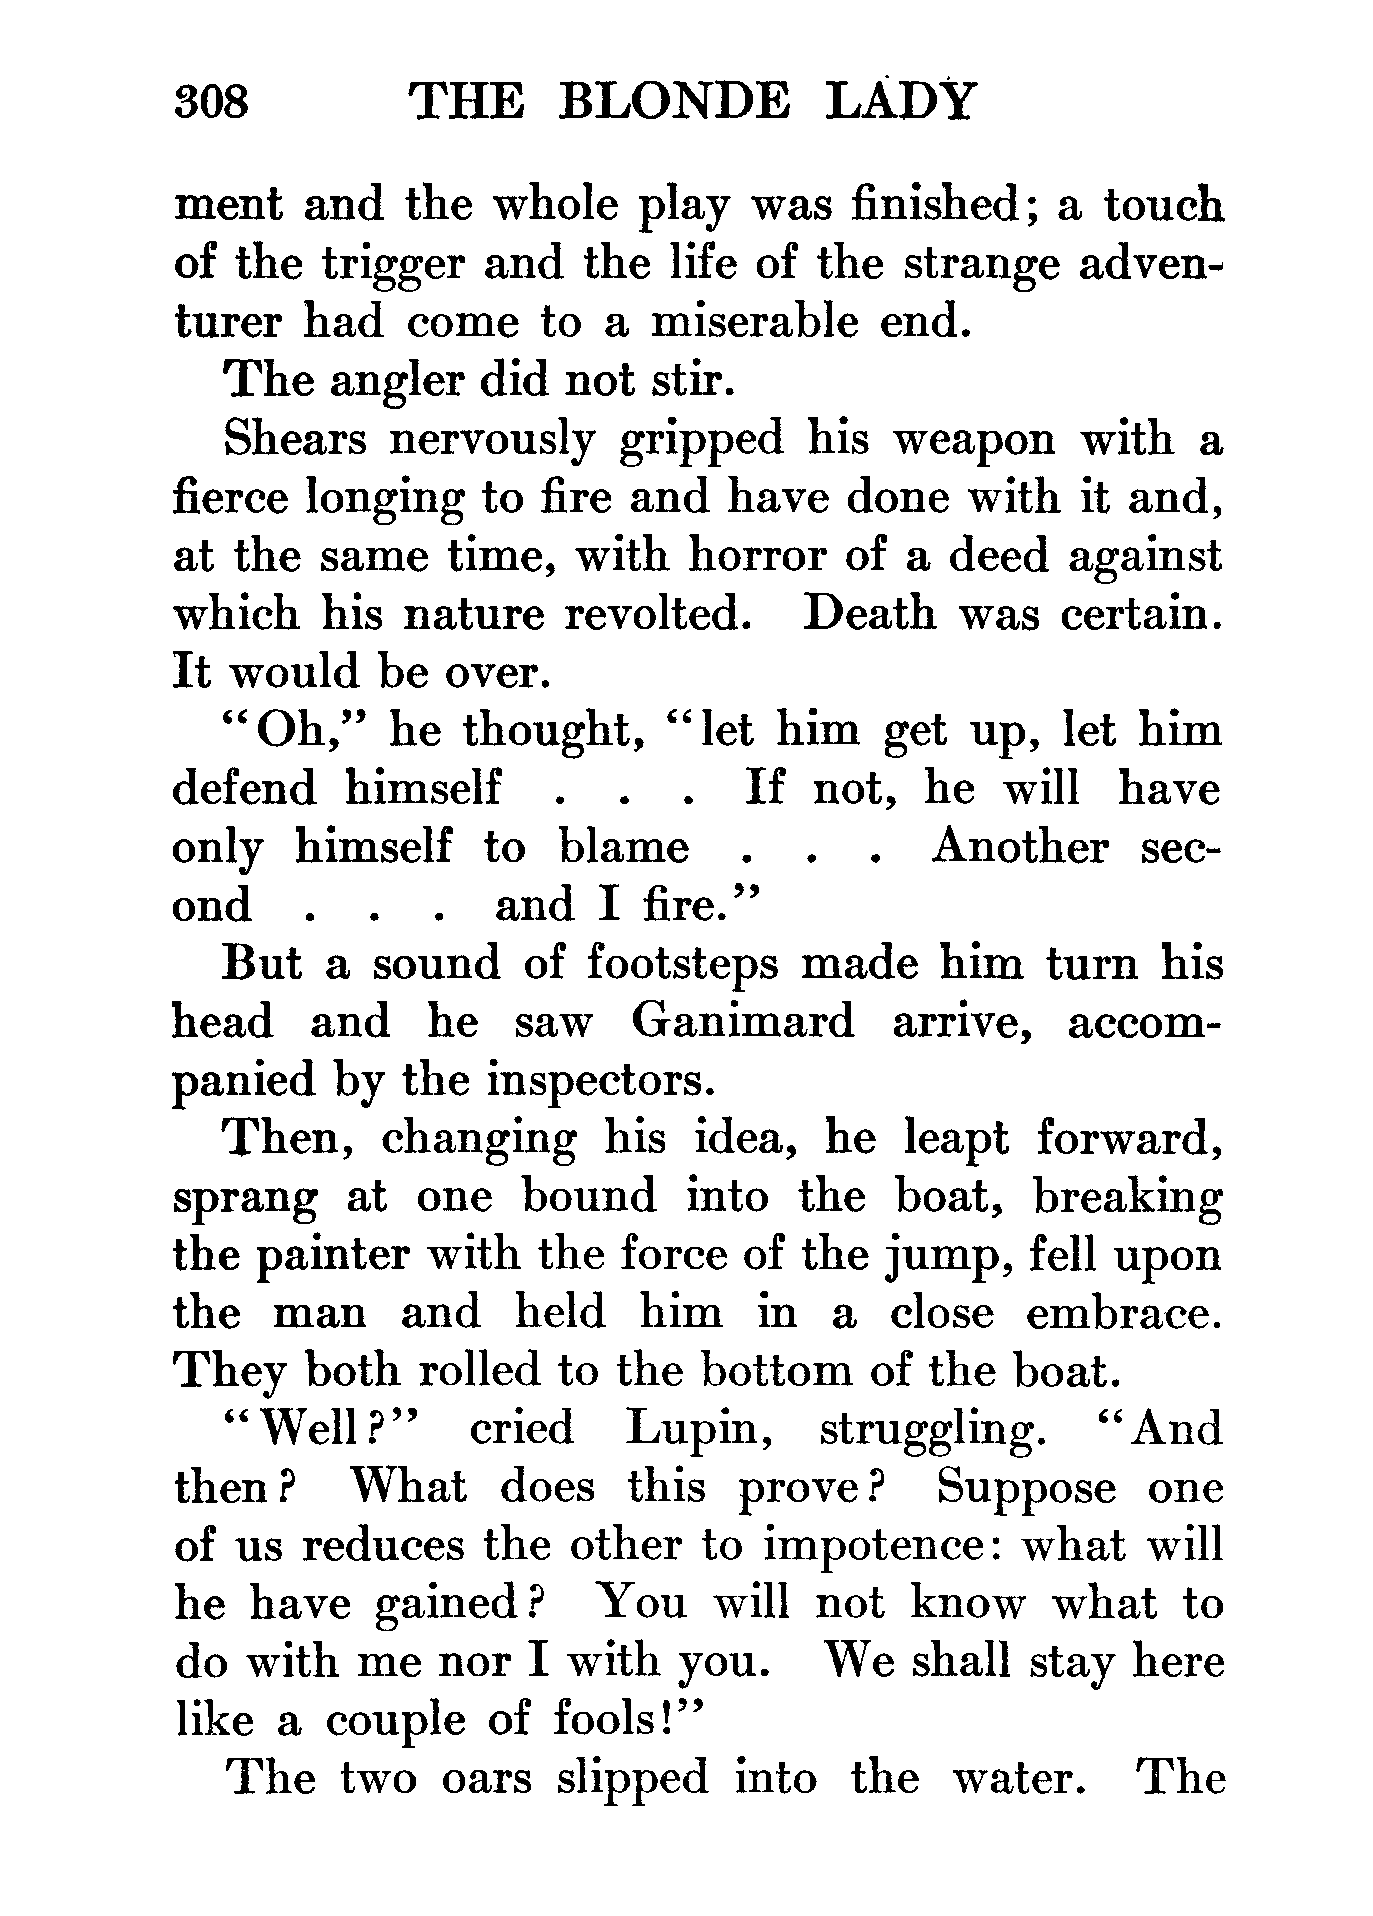 308 THE BLONDE LADY
ment and the whole play was finished; a touch
of the trigger and the life of the strange adven-
turer had come to a miserable end.
The angler did not stir.
Shears nervously gripped his weapon with a
fierce longing to fire and have done with it and,
at the same time, with horror of a deed against
which his nature revolted. Death was certain.
It would be over.
“Oh,” he thought, “let him get up, let him
defend himself . . . If not, he will have
only himself to blame . . . Another sec-
ond . . . and I fire.”
But a sound of footsteps made him turn his
head and he saw Ganimard arrive, accom-
panied by the inspectors.
Then, changing his idea, he leapt forward,
sprang at one bound into the boat, breaking
the painter with the force of the jump, fell upon
the man and held him in a close embrace.
They both rolled to the bottom of the boat.
“Well?” cried Lupin, struggling. “And
then? What does this prove? Suppose one
of us reduces the other to impotence: what will
he have gained? You will not know what to
do with me nor I with you. We shall stay here
like a couple of fools!”
The two oars slipped into the water. The